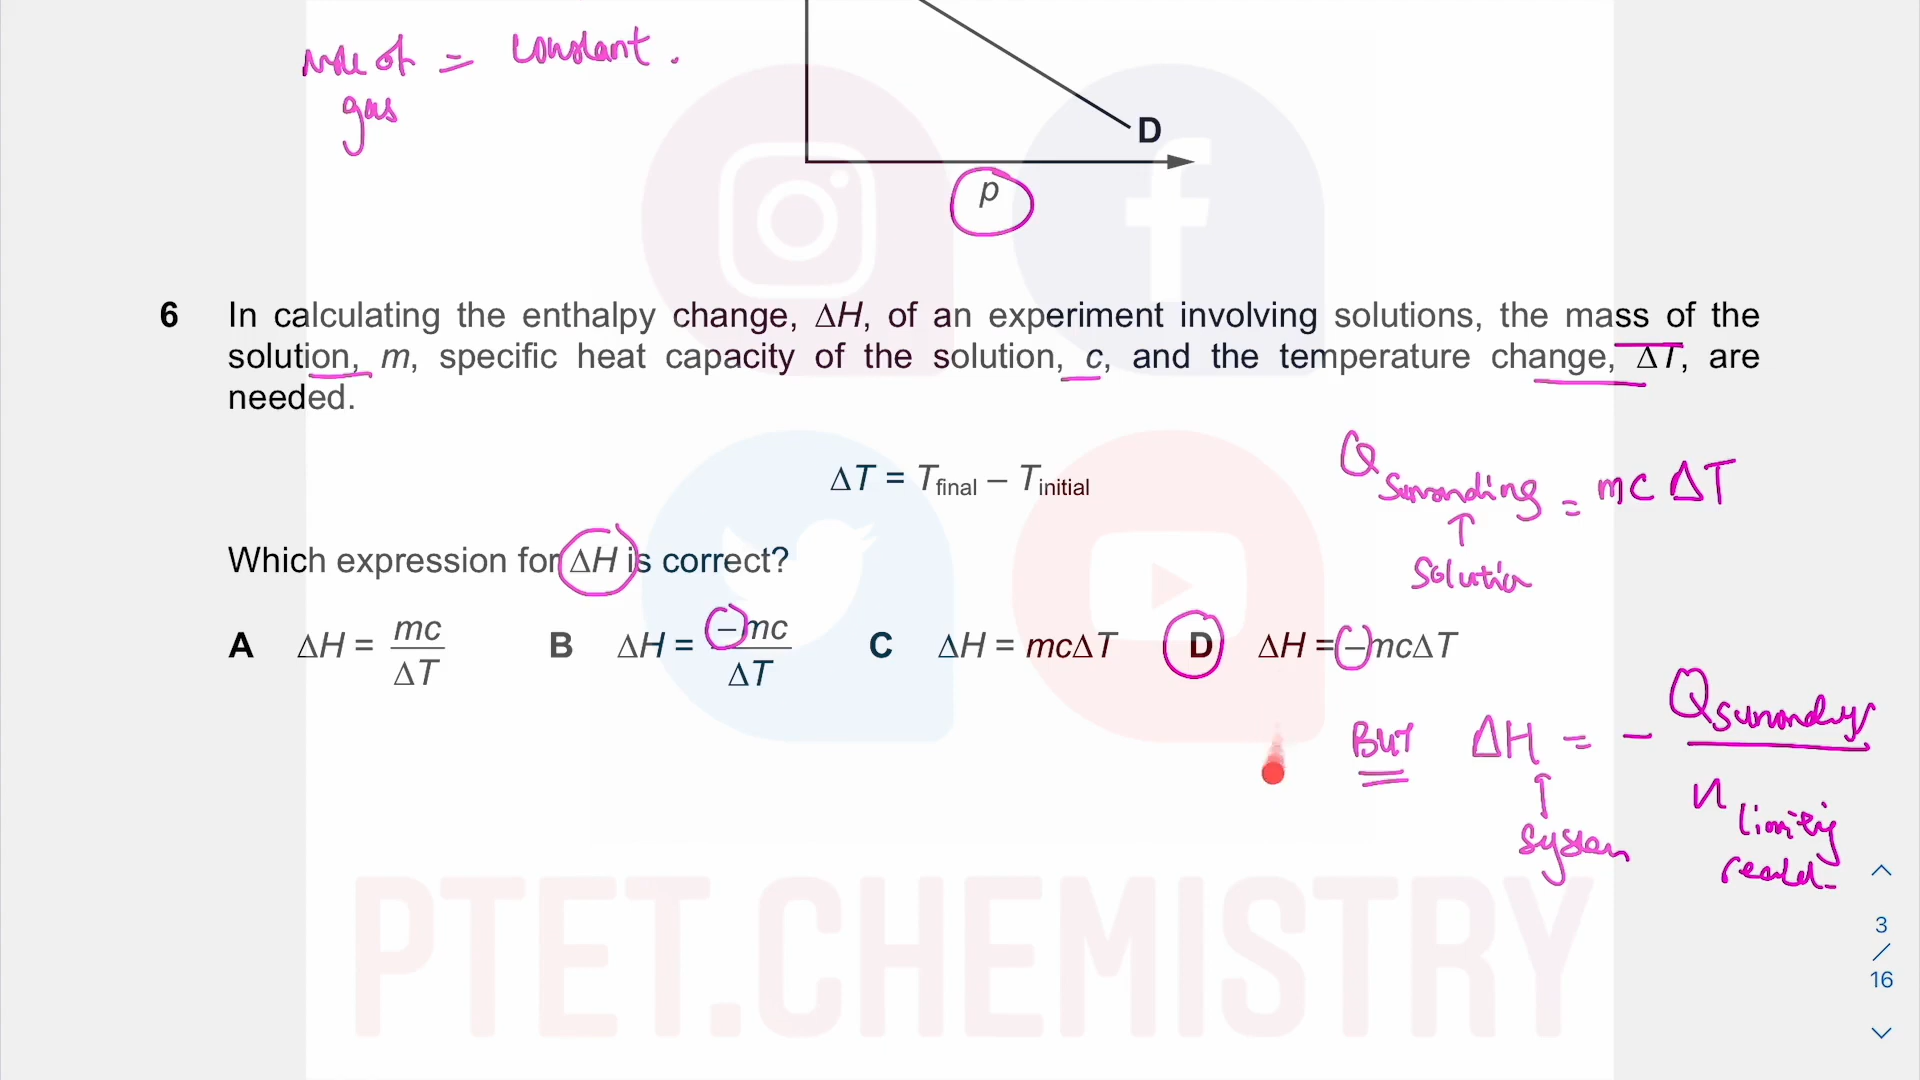 mole of = constant.
gas
D
p
6 In calculating the enthalpy change, ΔH, of an experiment involving solutions, the mass of the
solution, m, specific heat capacity of the solution, c, and the temperature change, ΔT, are
needed.
ΔT = Tfinal – Tinitial
Q surrounding = mcΔT
↑
solution
Which expression for ΔH is correct?
A ΔH = mc/ΔT B ΔH = –mc/ΔT C ΔH = mcΔT D ΔH = –mcΔT
BUT ΔH = – Q surroundings / n limiting
↑
system
PTET.CHEMISTRY
3
/
16